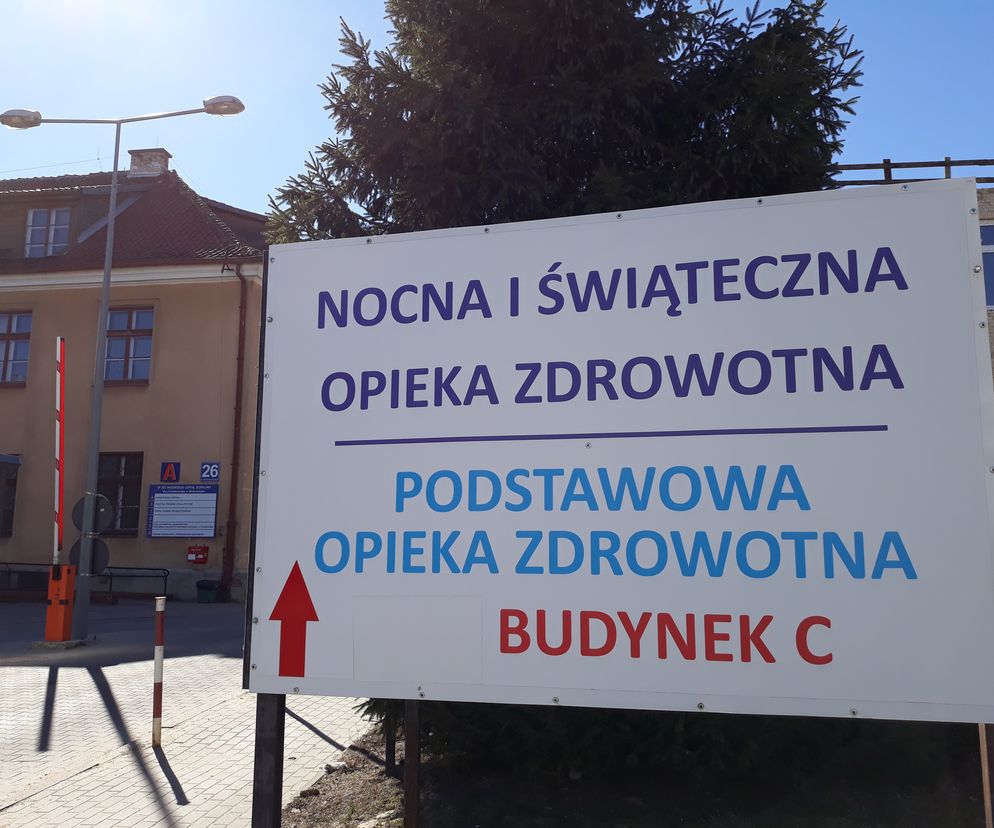 NOCNA I ŚWIĄTECZNA
OPIEKA ZDROWOTNA
PODSTAWOWA
OPIEKA ZDROWOTNA
BUDYNEK C
A
26